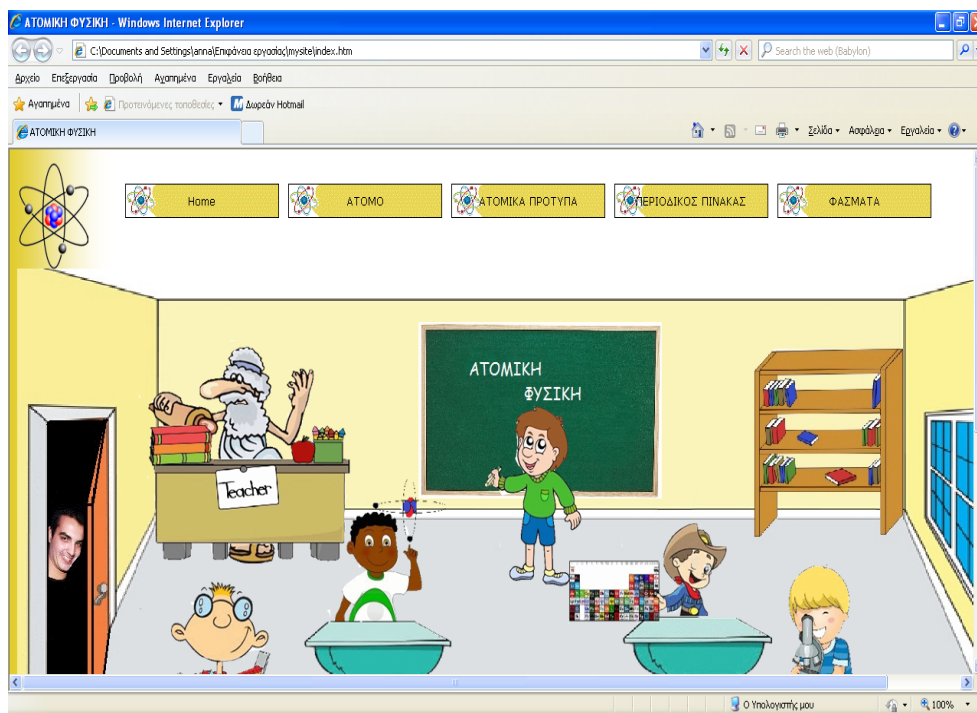 ΑΤΟΜΙΚΗ ΦΥΣΙΚΗ - Windows Internet Explorer
C:\Documents and Settings\anna\Επιφάνεια εργασίας\mysite\index.htm
Search the web (Babylon)
Αρχείο Επεξεργασία Προβολή Αγαπημένα Εργαλεία Βοήθεια
Αγαπημένα Προτεινόμενες τοποθεσίες Δωρεάν Hotmail
ΑΤΟΜΙΚΗ ΦΥΣΙΚΗ Σελίδα Ασφάλεια Εργαλεία
Home ΑΤΟΜΟ ΑΤΟΜΙΚΑ ΠΡΟΤΥΠΑ ΠΕΡΙΟΔΙΚΟΣ ΠΙΝΑΚΑΣ ΦΑΣΜΑΤΑ
ΑΤΟΜΙΚΗ
ΦΥΣΙΚΗ
Teacher
Ο Υπολογιστής μου 100%